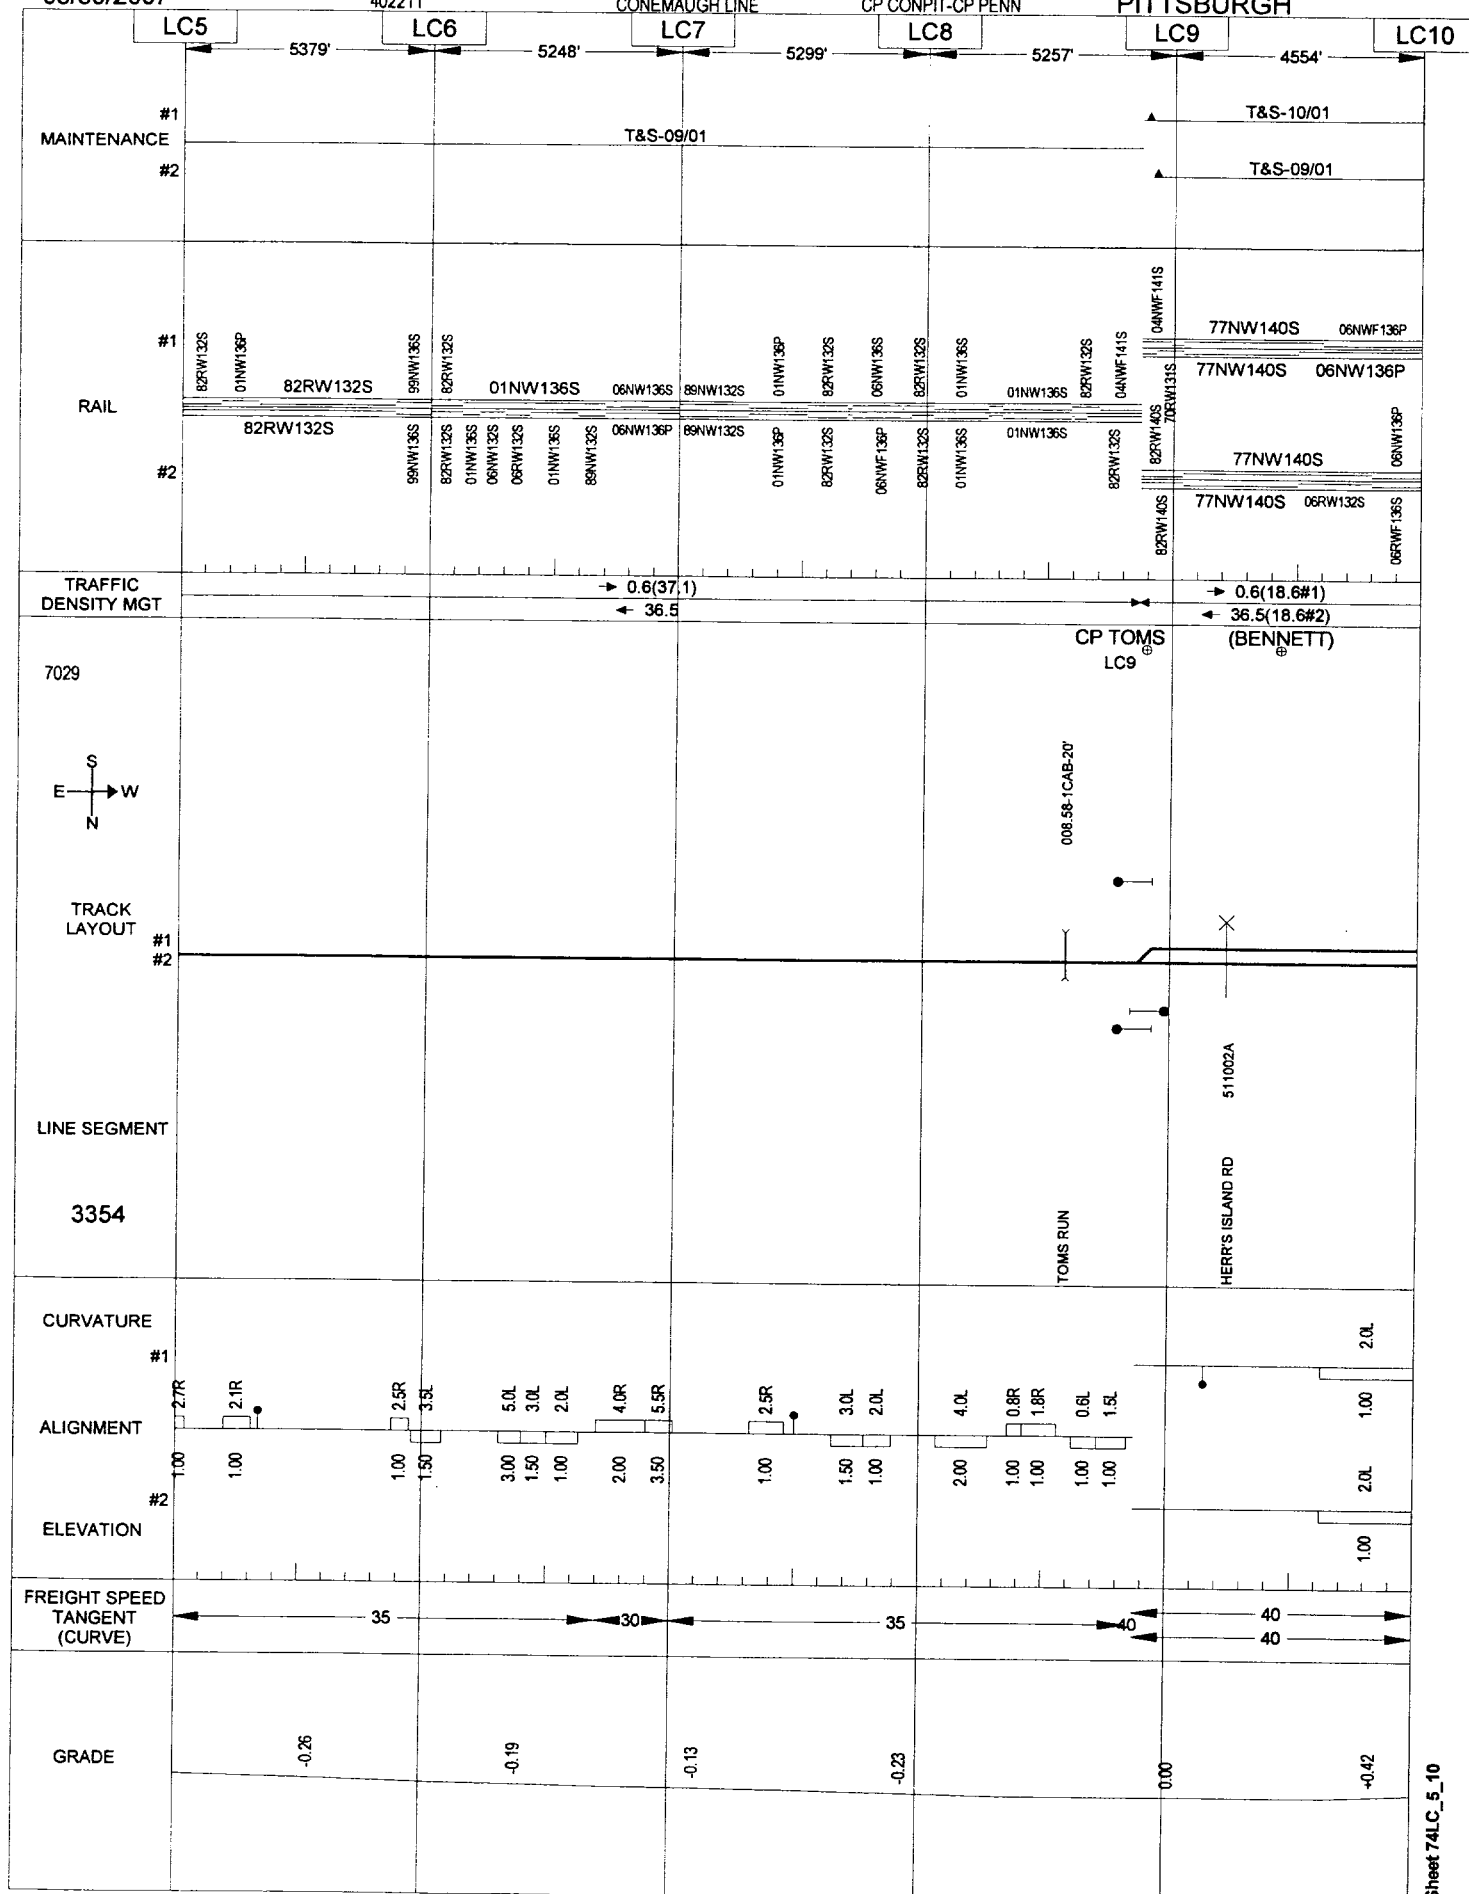 402211 CONEMAUGH LINE CP CONPIT-CP PENN PITTSBURGH
LC5 LC6 LC7 LC8 LC9 LC10
5379' 5248' 5299' 5257' 4554'
#1 T&S-10/01
MAINTENANCE T&S-09/01
#2 T&S-09/01
04NWF141S
77NW140S 06NWF136P
#1 82RW132S 01NW136P 99NW136S 82RW132S 01NW136P 82RW132S 06NW136S 82RW132S 01NW136S 82RW132S 04NWF141S
77NW140S 06NW136P
82RW132S 01NW136S 06NW136S 89NW132S 01NW136S 70RW131S
RAIL
82RW132S 06NW136P 89NW132S 01NW136S
82RW140S 06NW136P
77NW140S
#2 99NW136S 82RW132S 01NW136S 06NW132S 06RW132S 01NW136S 89NW132S 01NW136P 82RW132S 06NWF136P 82RW132S 01NW136S 82RW132S
77NW140S 06RW132S
82RW140S 06RWF136S
TRAFFIC
DENSITY MGT
0.6(37.1) 0.6(18.6#1)
36.5 36.5(18.6#2)
CP TOMS (BENNETT)
LC9
7029
S
E W
N
008.58-1CAB-20'
TRACK
LAYOUT
#1
#2
511002A
LINE SEGMENT
3354
TOMS RUN
HERR'S ISLAND RD
CURVATURE
#1 2.0L
2.7R 2.1R 2.5R 3.5L 5.0L 3.0L 2.0L 4.0R 5.5R 2.5R 3.0L 2.0L 4.0L 0.8R 1.8R 0.6L 1.5L
1.00
ALIGNMENT
1.00 1.00 1.00 1.50 3.00 1.50 1.00 2.00 3.50 1.00 1.50 1.00 2.00 1.00 1.00 1.00 1.00
#2 2.0L
ELEVATION
1.00
FREIGHT SPEED
TANGENT
(CURVE)
35 30 35 40 40
40
GRADE
-0.26 -0.19 -0.13 -0.23 0.00 +0.42
Sheet 74LC_5_10